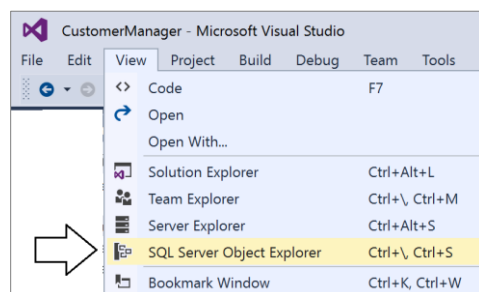 CustomerManager - Microsoft Visual Studio
File Edit View Project Build Debug Team Tools
Code F7
Open
Open With...
Solution Explorer Ctrl+Alt+L
Team Explorer Ctrl+\, Ctrl+M
Server Explorer Ctrl+Alt+S
SQL Server Object Explorer Ctrl+\, Ctrl+S
Bookmark Window Ctrl+K, Ctrl+W